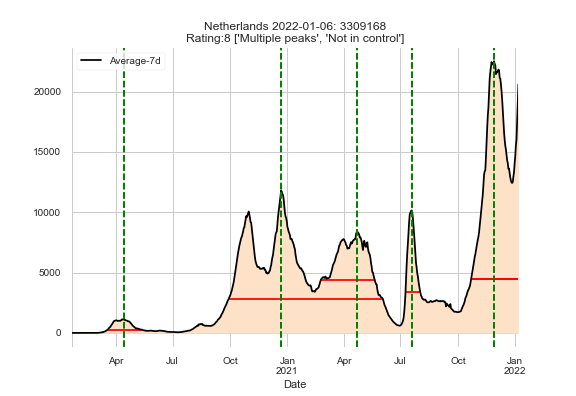 Netherlands 2022-01-06: 3309168
Rating:8 ['Multiple peaks', 'Not in control']
Average-7d
20000
15000
10000
5000
0
Apr Jul Oct Jan Apr Jul Oct Jan
2021 2022
Date